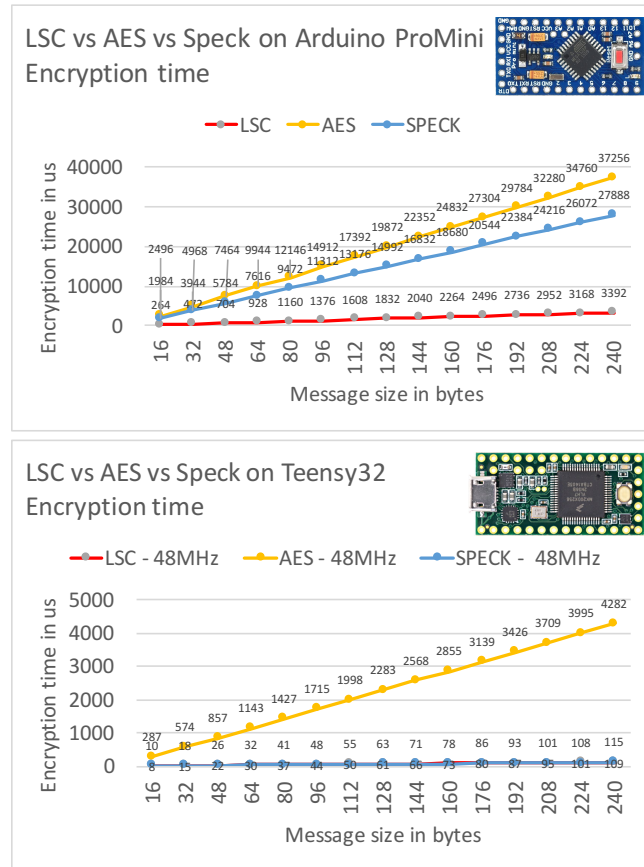 LSC vs AES vs Speck on Arduino ProMini
Encryption time
LSC AES SPECK
Encryption time in us
40000
30000
20000
10000
0
2496 4968 7464 9944 12146 14912 17392 19872 22352 24832 27304 29784 32280 34760 37256
1984 3944 5784 7616 9472 11312 13176 14992 16832 18680 20544 22384 24216 26072 27888
264 472 704 928 1160 1376 1608 1832 2040 2264 2496 2736 2952 3168 3392
16 32 48 64 80 96 112 128 144 160 176 192 208 224 240
Message size in bytes
LSC vs AES vs Speck on Teensy32
Encryption time
LSC - 48MHz AES - 48MHz SPECK - 48MHz
Encryption time in us
5000
4000
3000
2000
1000
0
287 574 857 1143 1427 1715 1998 2283 2568 2855 3139 3426 3709 3995 4282
10 18 26 32 41 48 55 63 71 78 86 93 101 108 115
8 15 22 30 37 44 50 61 66 73 80 87 95 101 109
16 32 48 64 80 96 112 128 144 160 176 192 208 224 240
Message size in bytes